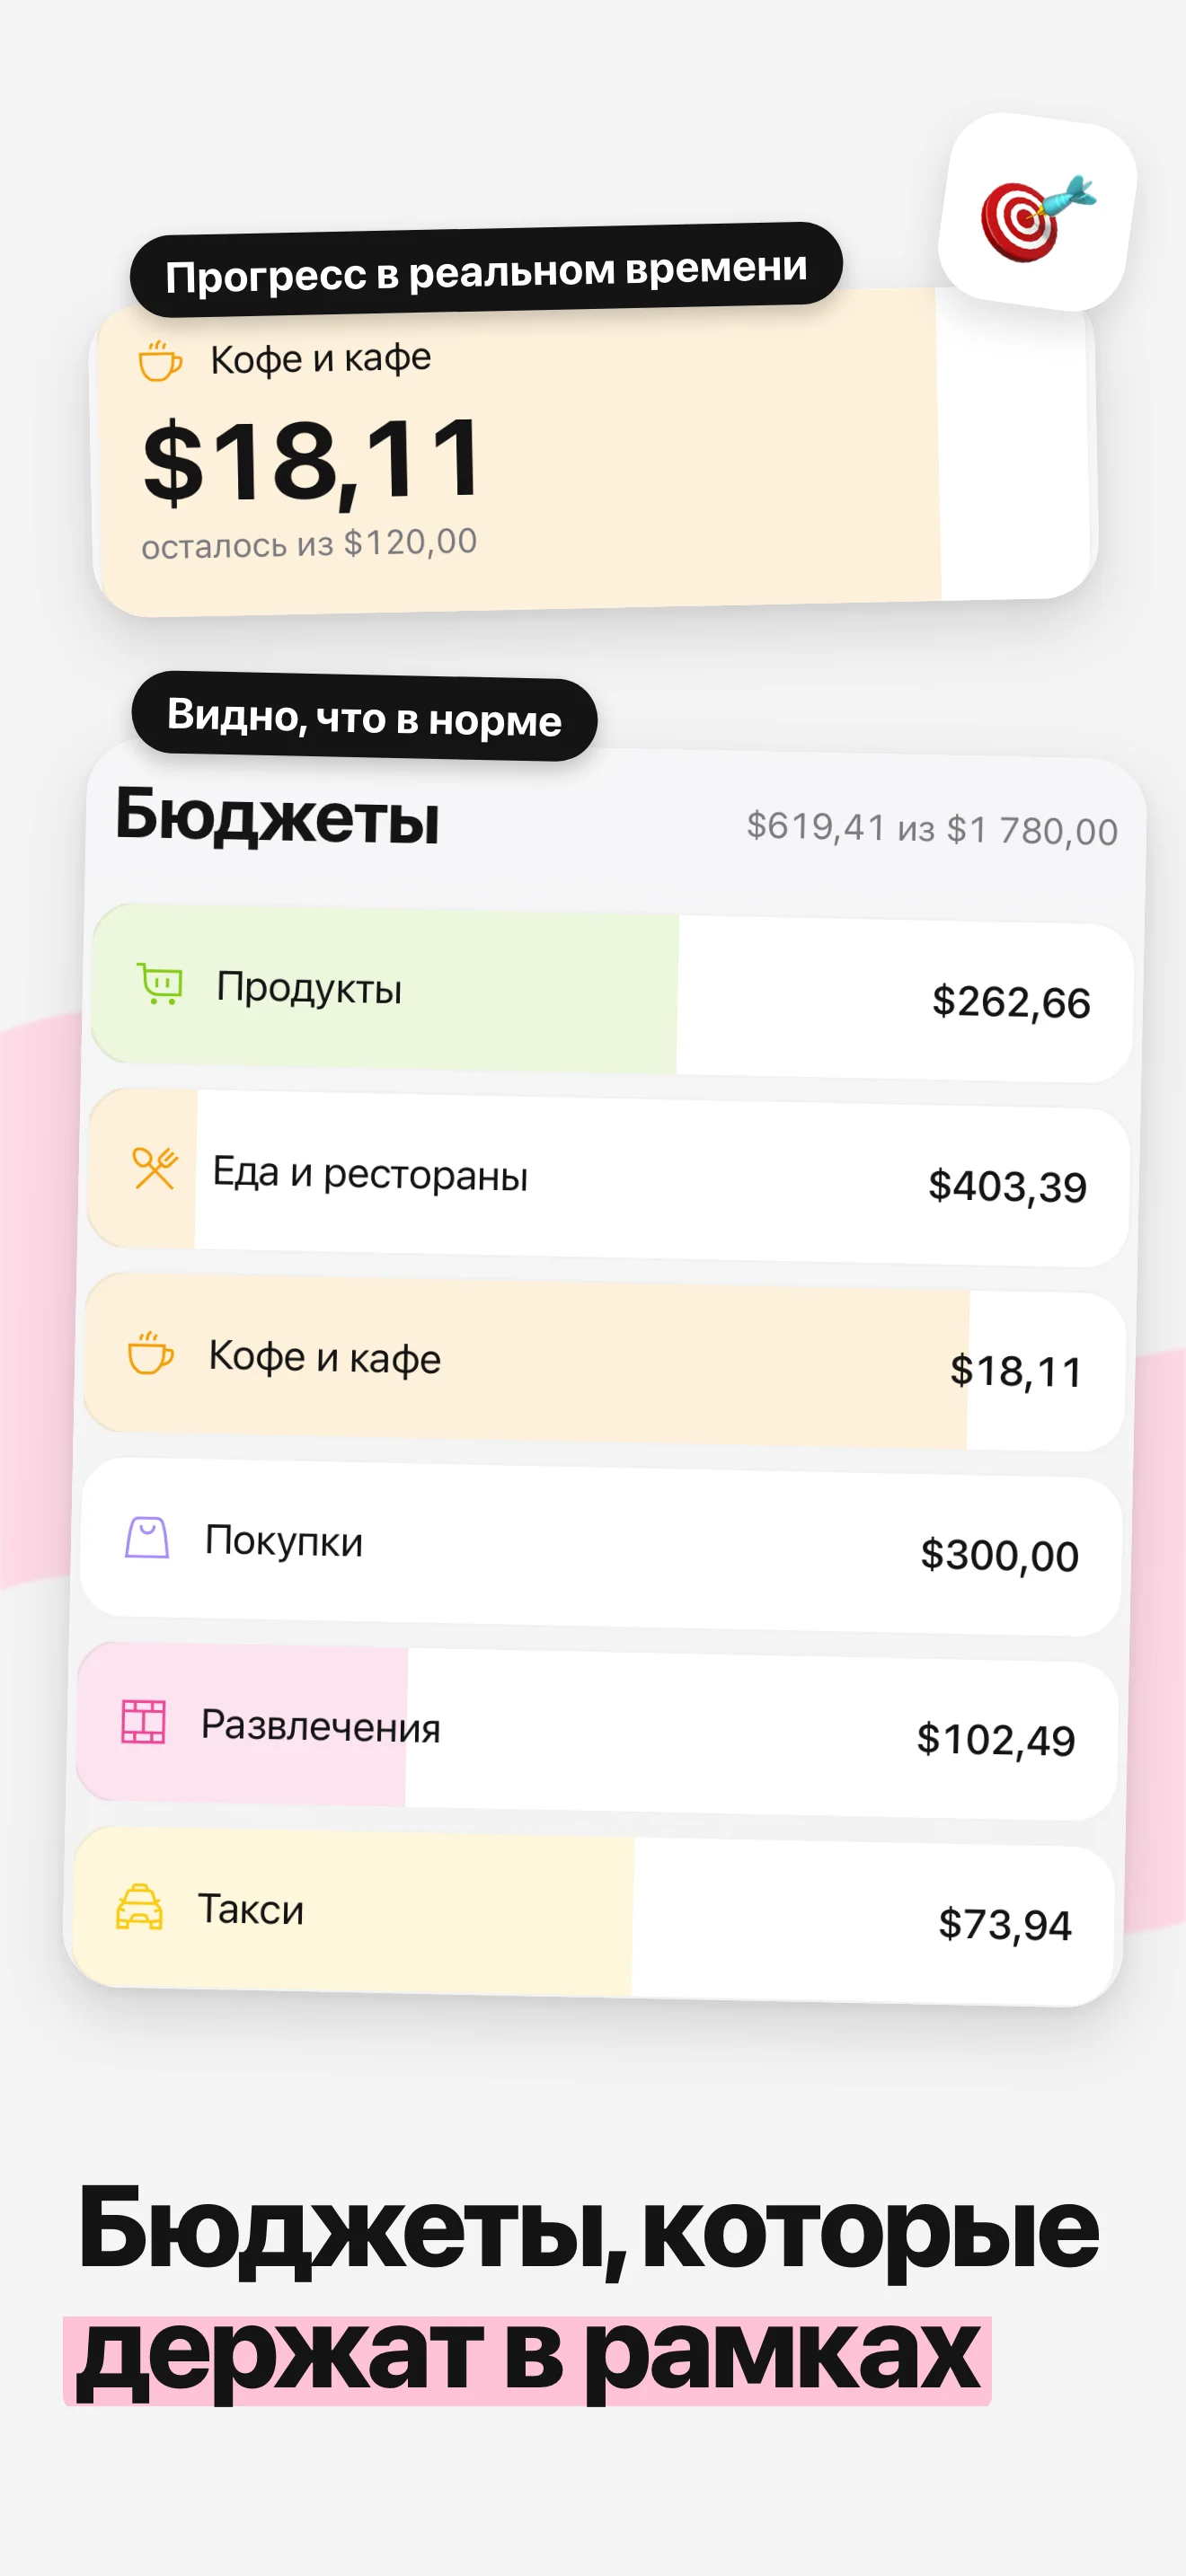 Прогресс в реальном времени
Кофе и кафе
$18,11
осталось из $120,00
Видно, что в норме
Бюджеты
$619,41 из $1 780,00
Продукты
$262,66
Еда и рестораны
$403,39
Кофе и кафе
$18,11
Покупки
$300,00
Развлечения
$102,49
Такси
$73,94
Бюджеты, которые
держат в рамках